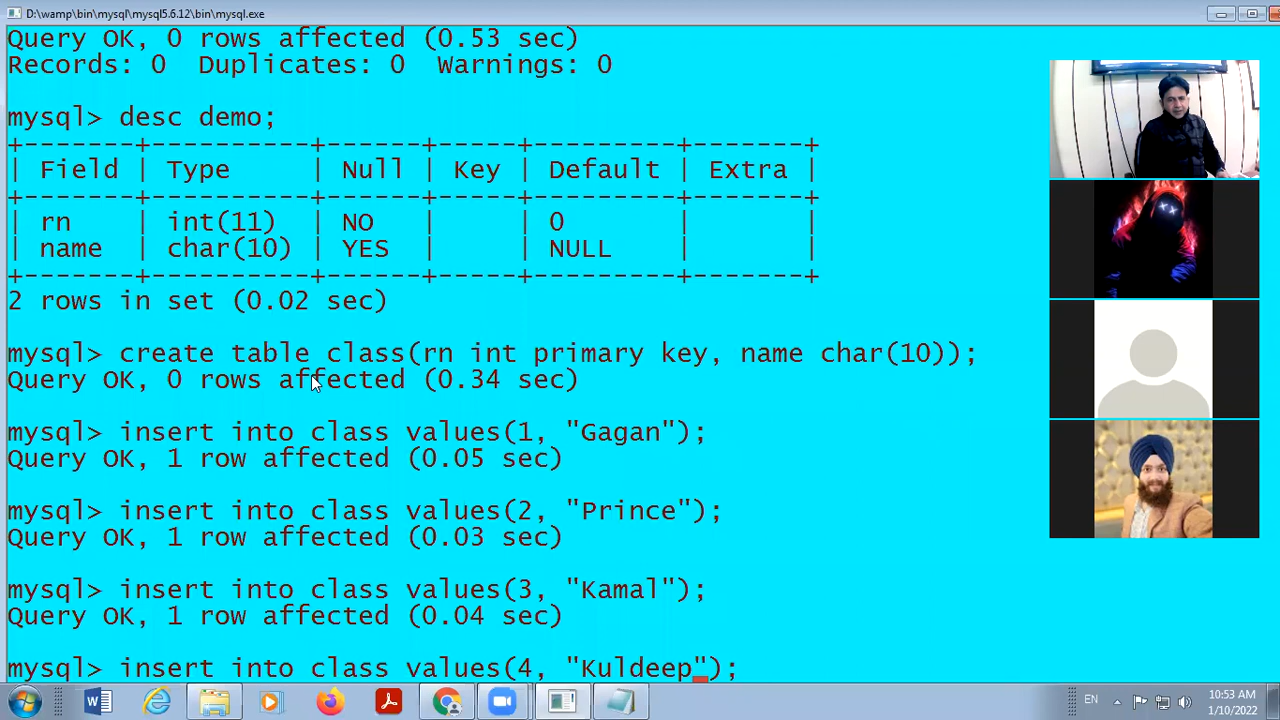 D:\wamp\bin\mysql\mysql5.6.12\bin\mysql.exe
Query OK, 0 rows affected (0.53 sec)
Records: 0  Duplicates: 0  Warnings: 0
mysql> desc demo;
+-------+----------+------+-----+---------+-------+
| Field | Type     | Null | Key | Default | Extra |
+-------+----------+------+-----+---------+-------+
| rn    | int(11)  | NO   |     | 0       |       |
| name  | char(10) | YES  |     | NULL    |       |
+-------+----------+------+-----+---------+-------+
2 rows in set (0.02 sec)
mysql> create table class(rn int primary key, name char(10));
Query OK, 0 rows affected (0.34 sec)
mysql> insert into class values(1, "Gagan");
Query OK, 1 row affected (0.05 sec)
mysql> insert into class values(2, "Prince");
Query OK, 1 row affected (0.03 sec)
mysql> insert into class values(3, "Kamal");
Query OK, 1 row affected (0.04 sec)
mysql> insert into class values(4, "Kuldeep");
EN
10:53 AM
1/10/2022